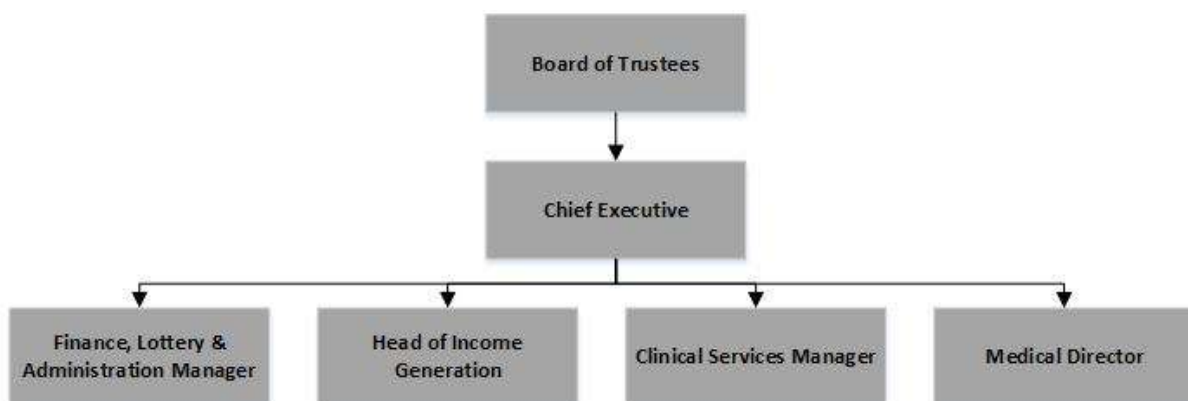 Board of Trustees
Chief Executive
Finance, Lottery &
Administration Manager
Head of Income
Generation
Clinical Services Manager
Medical Director